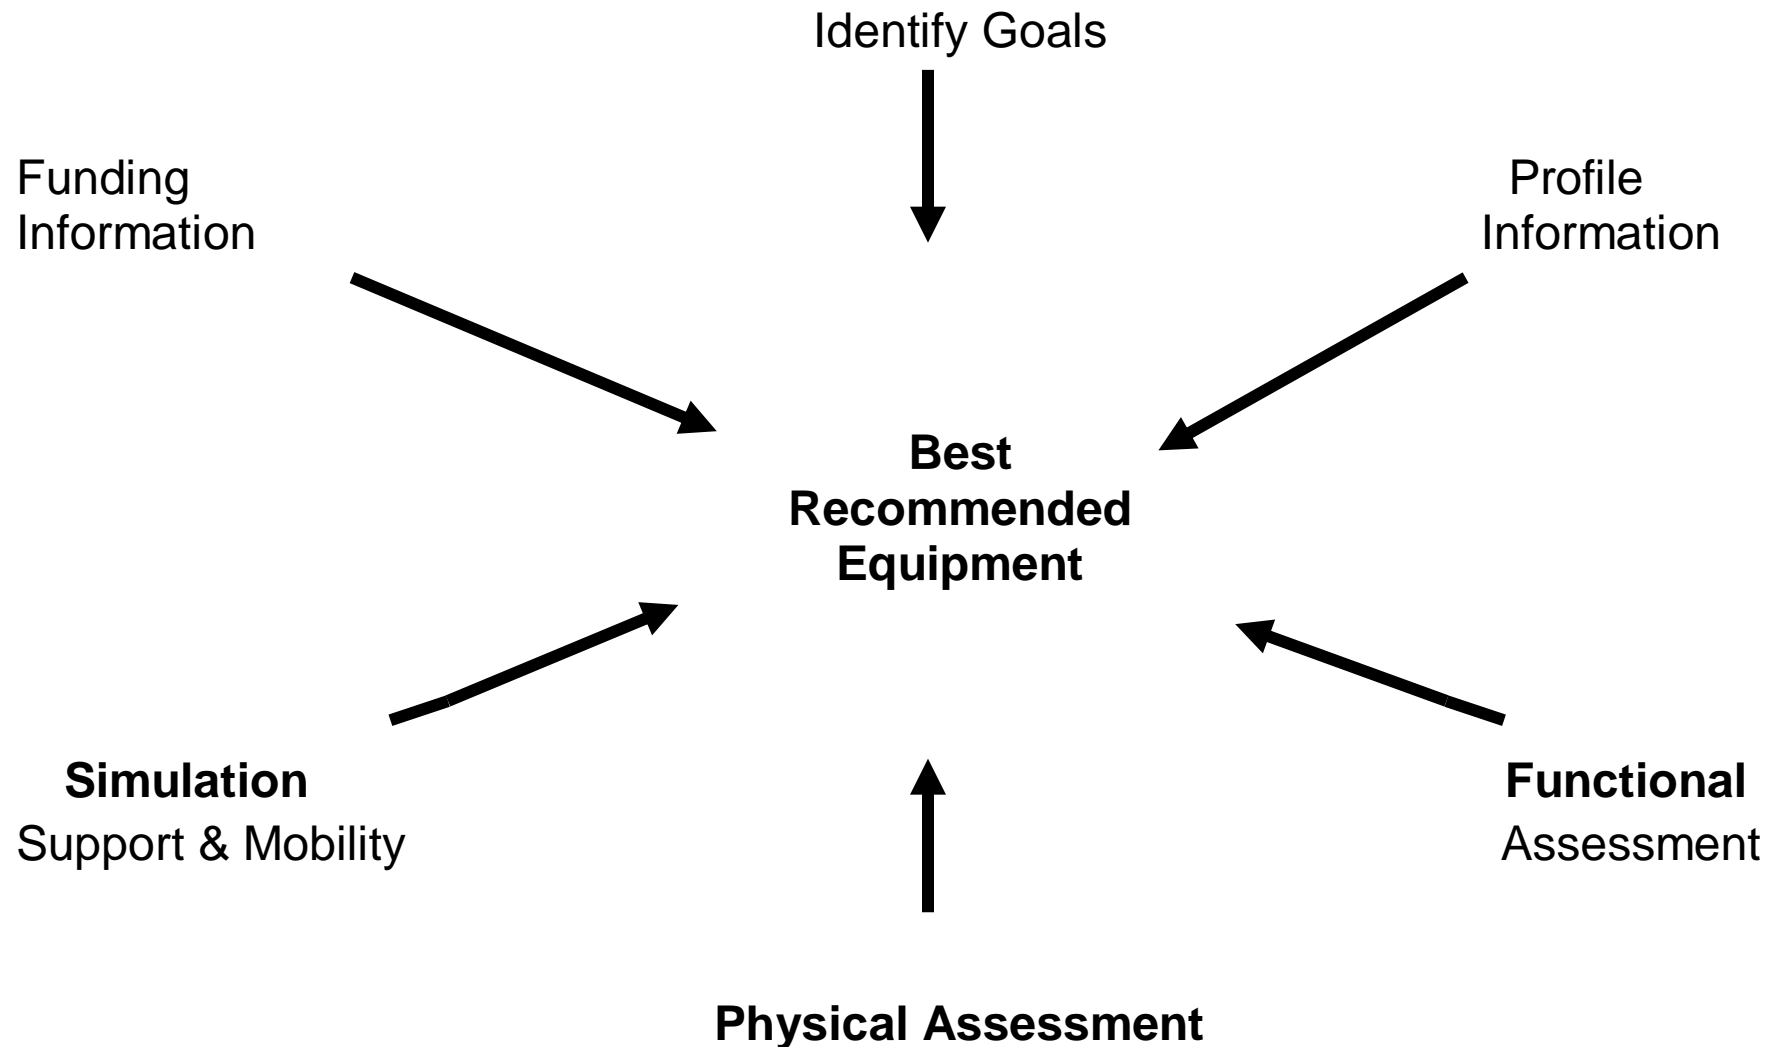 Identify Goals
Funding
Information
Profile
Information
Best
Recommended
Equipment
Simulation
Support & Mobility
Functional
Assessment
Physical Assessment